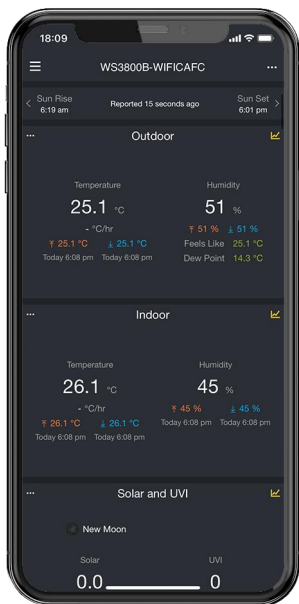 18:09
WS3800B-WIFICAFC
Sun Rise
6:19 am
Reported 15 seconds ago
Sun Set
6:01 pm
Outdoor
Temperature
25.1 °C
- °C/hr
25.1 °C 25.1 °C
Today 6:08 pm Today 6:08 pm
Humidity
51 %
51 % 51 %
Feels Like 25.1 °C
Dew Point 14.3 °C
Indoor
Temperature
26.1 °C
- °C/hr
26.1 °C 26.1 °C
Today 6:08 pm Today 6:08 pm
Humidity
45 %
45 % 45 %
Today 6:08 pm Today 6:08 pm
Solar and UVI
New Moon
Solar
0.0
UVI
0